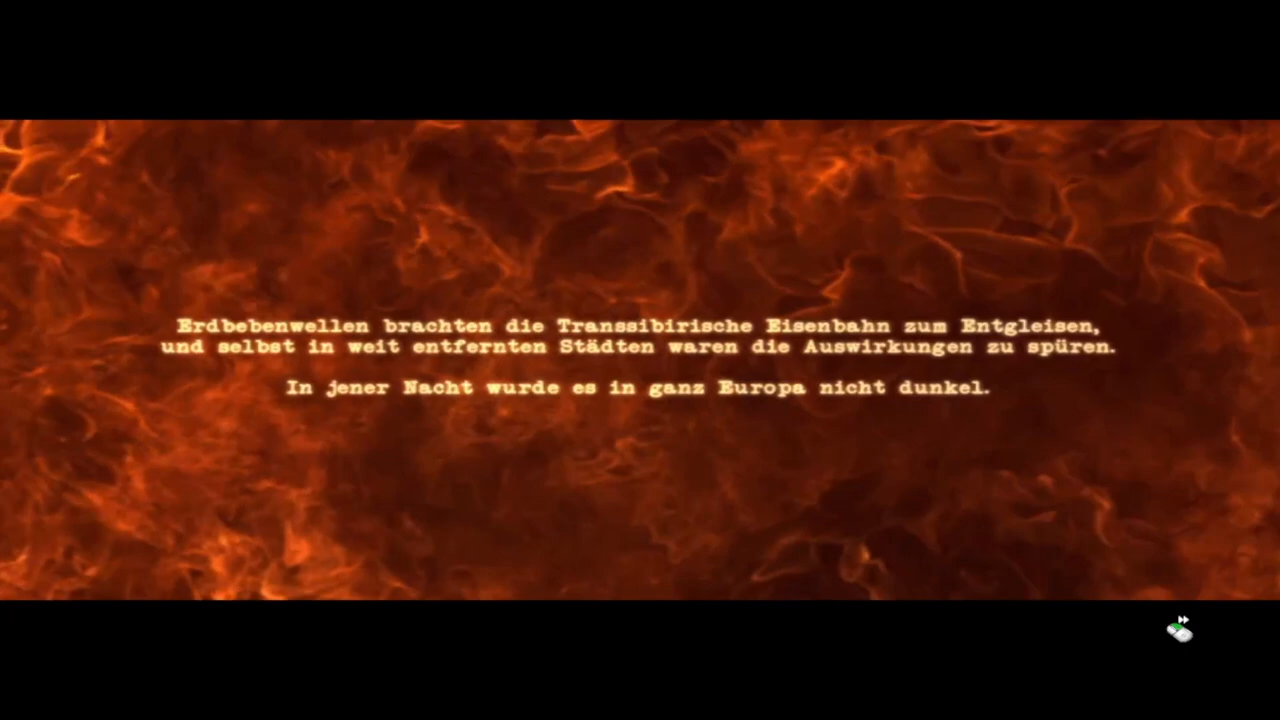 Erdbebenwellen brachten die Transsibirische Eisenbahn zum Entgleisen,
und selbst in weit entfernten Städten waren die Auswirkungen zu spüren.
In jener Nacht wurde es in ganz Europa nicht dunkel.